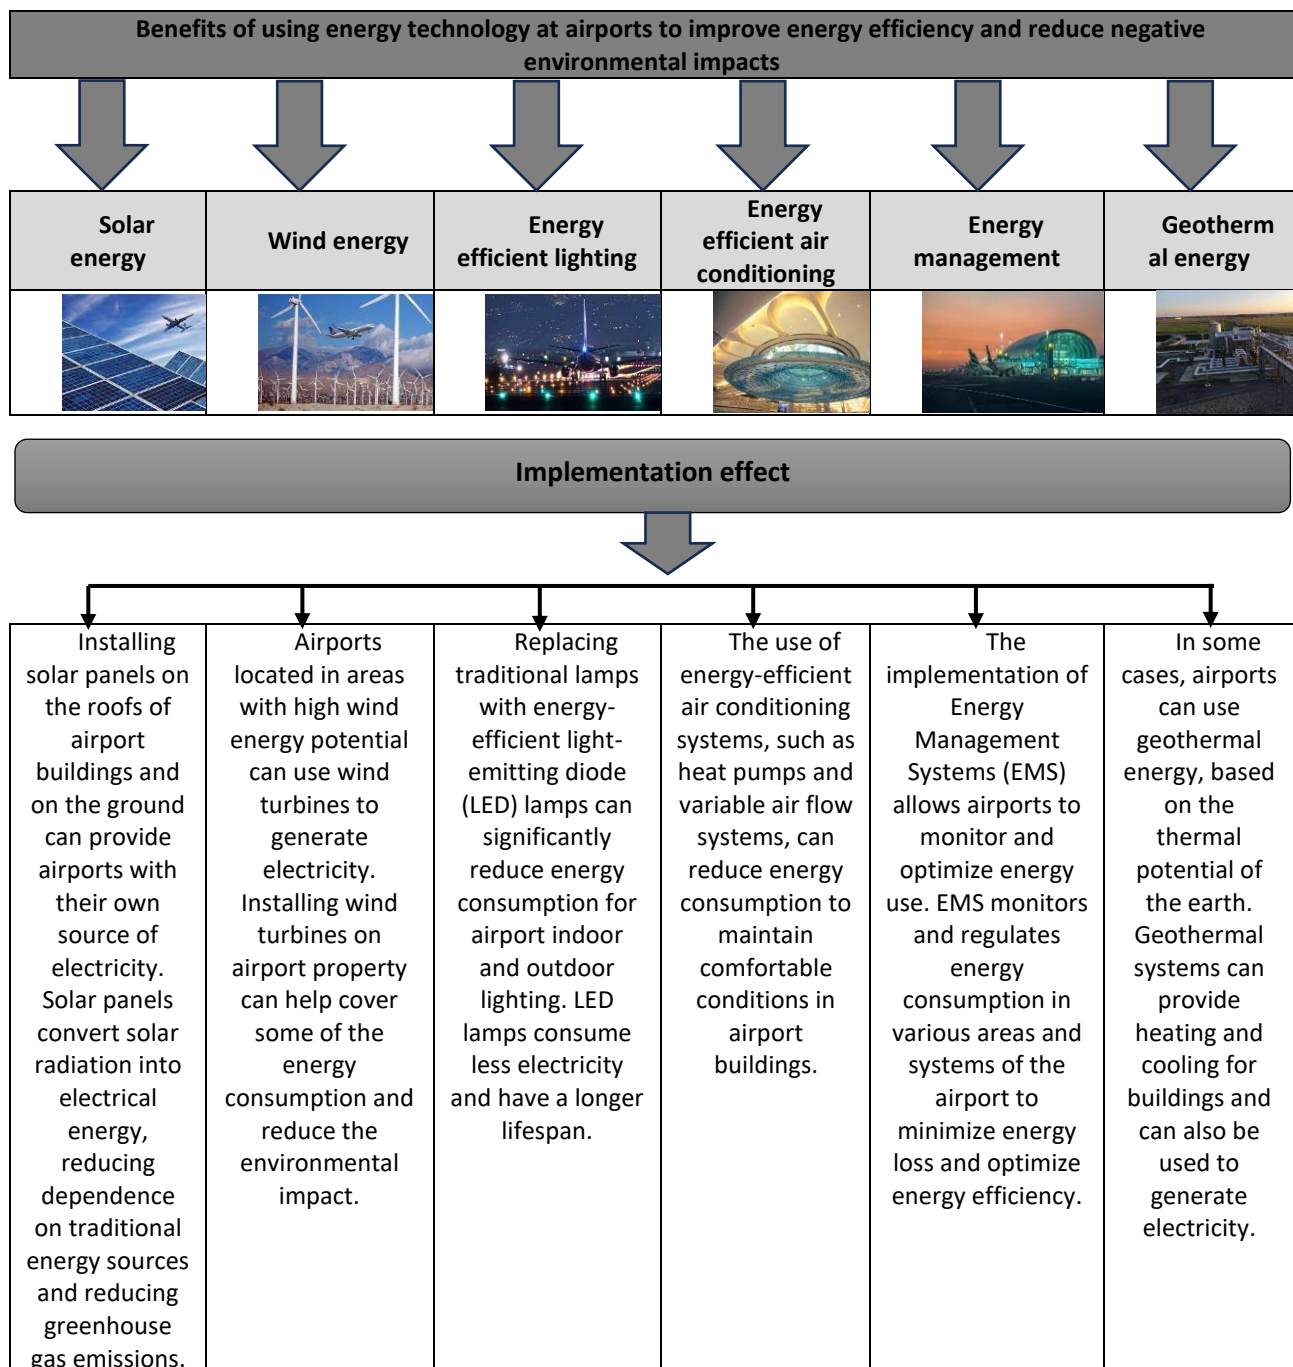 Benefits of using energy technology at airports to improve energy efficiency and reduce negative
environmental impacts
Solar
energy
Wind energy
Energy
efficient lighting
Energy
efficient air
conditioning
Energy
management
Geotherm
al energy
Implementation effect
Installing
solar panels on
the roofs of
airport
buildings and
on the ground
can provide
airports with
their own
source of
electricity.
Solar panels
convert solar
radiation into
electrical
energy,
reducing
dependence
on traditional
energy sources
and reducing
greenhouse
gas emissions.
Airports
located in areas
with high wind
energy potential
can use wind
turbines to
generate
electricity.
Installing wind
turbines on
airport property
can help cover
some of the
energy
consumption and
reduce the
environmental
impact.
Replacing
traditional lamps
with energy-
efficient light-
emitting diode
(LED) lamps can
significantly
reduce energy
consumption for
airport indoor
and outdoor
lighting. LED
lamps consume
less electricity
and have a longer
lifespan.
The use of
energy-efficient
air conditioning
systems, such as
heat pumps and
variable air flow
systems, can
reduce energy
consumption to
maintain
comfortable
conditions in
airport
buildings.
The
implementation of
Energy
Management
Systems (EMS)
allows airports to
monitor and
optimize energy
use. EMS monitors
and regulates
energy
consumption in
various areas and
systems of the
airport to
minimize energy
loss and optimize
energy efficiency.
In some
cases, airports
can use
geothermal
energy, based
on the
thermal
potential of
the earth.
Geothermal
systems can
provide
heating and
cooling for
buildings and
can also be
used to
generate
electricity.